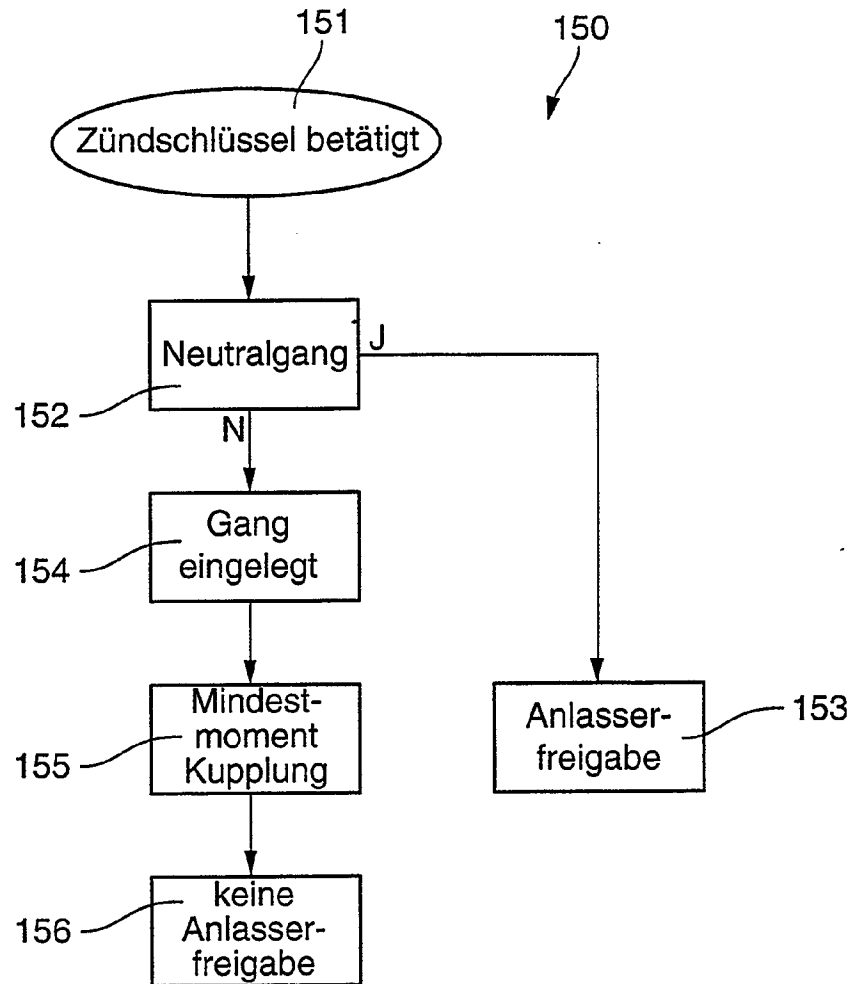 151
150
Zündschlüssel betätigt
Neutralgang
J
152
N
Gang
eingelegt
154
Mindest-
moment
Kupplung
155
Anlasser-
freigabe
153
keine
Anlasser-
freigabe
156